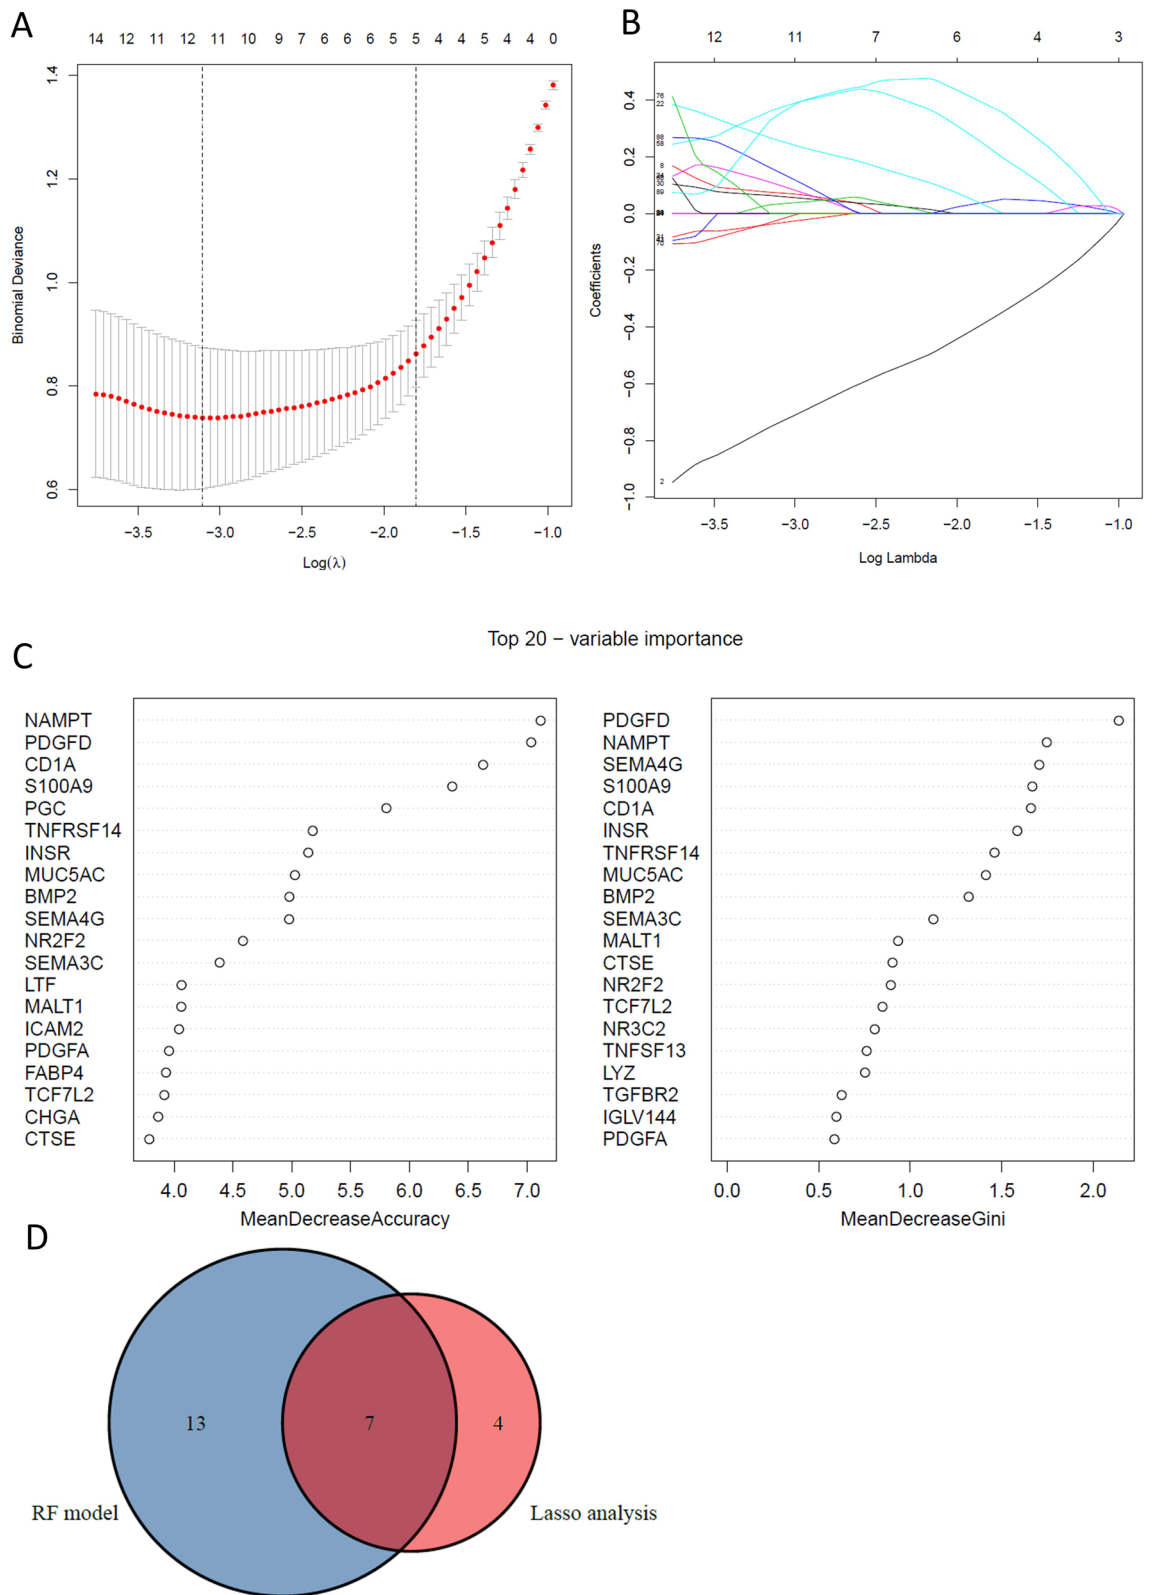 A
14 12 11 12 11 10 9 7 6 6 6 5 5 4 4 5 4 4 0
Binomial Deviance
1.4
1.2
1.0
0.8
0.6
−3.5 −3.0 −2.5 −2.0 −1.5 −1.0
Log(λ)
B
12 11 7 6 4 3
Coefficients
0.4
0.2
0.0
−0.2
−0.4
−0.6
−0.8
−1.0
76
22
88
58
8
30
89
2
−3.5 −3.0 −2.5 −2.0 −1.5 −1.0
Log Lambda
Top 20 − variable importance
C
NAMPT
PDGFD
CD1A
S100A9
PGC
TNFRSF14
INSR
MUC5AC
BMP2
SEMA4G
NR2F2
SEMA3C
LTF
MALT1
ICAM2
PDGFA
FABP4
TCF7L2
CHGA
CTSE
4.0 4.5 5.0 5.5 6.0 6.5 7.0
MeanDecreaseAccuracy
PDGFD
NAMPT
SEMA4G
S100A9
CD1A
INSR
TNFRSF14
MUC5AC
BMP2
SEMA3C
MALT1
CTSE
NR2F2
TCF7L2
NR3C2
TNFSF13
LYZ
TGFBR2
IGLV144
PDGFA
0.0 0.5 1.0 1.5 2.0
MeanDecreaseGini
D
13 7 4
RF model
Lasso analysis